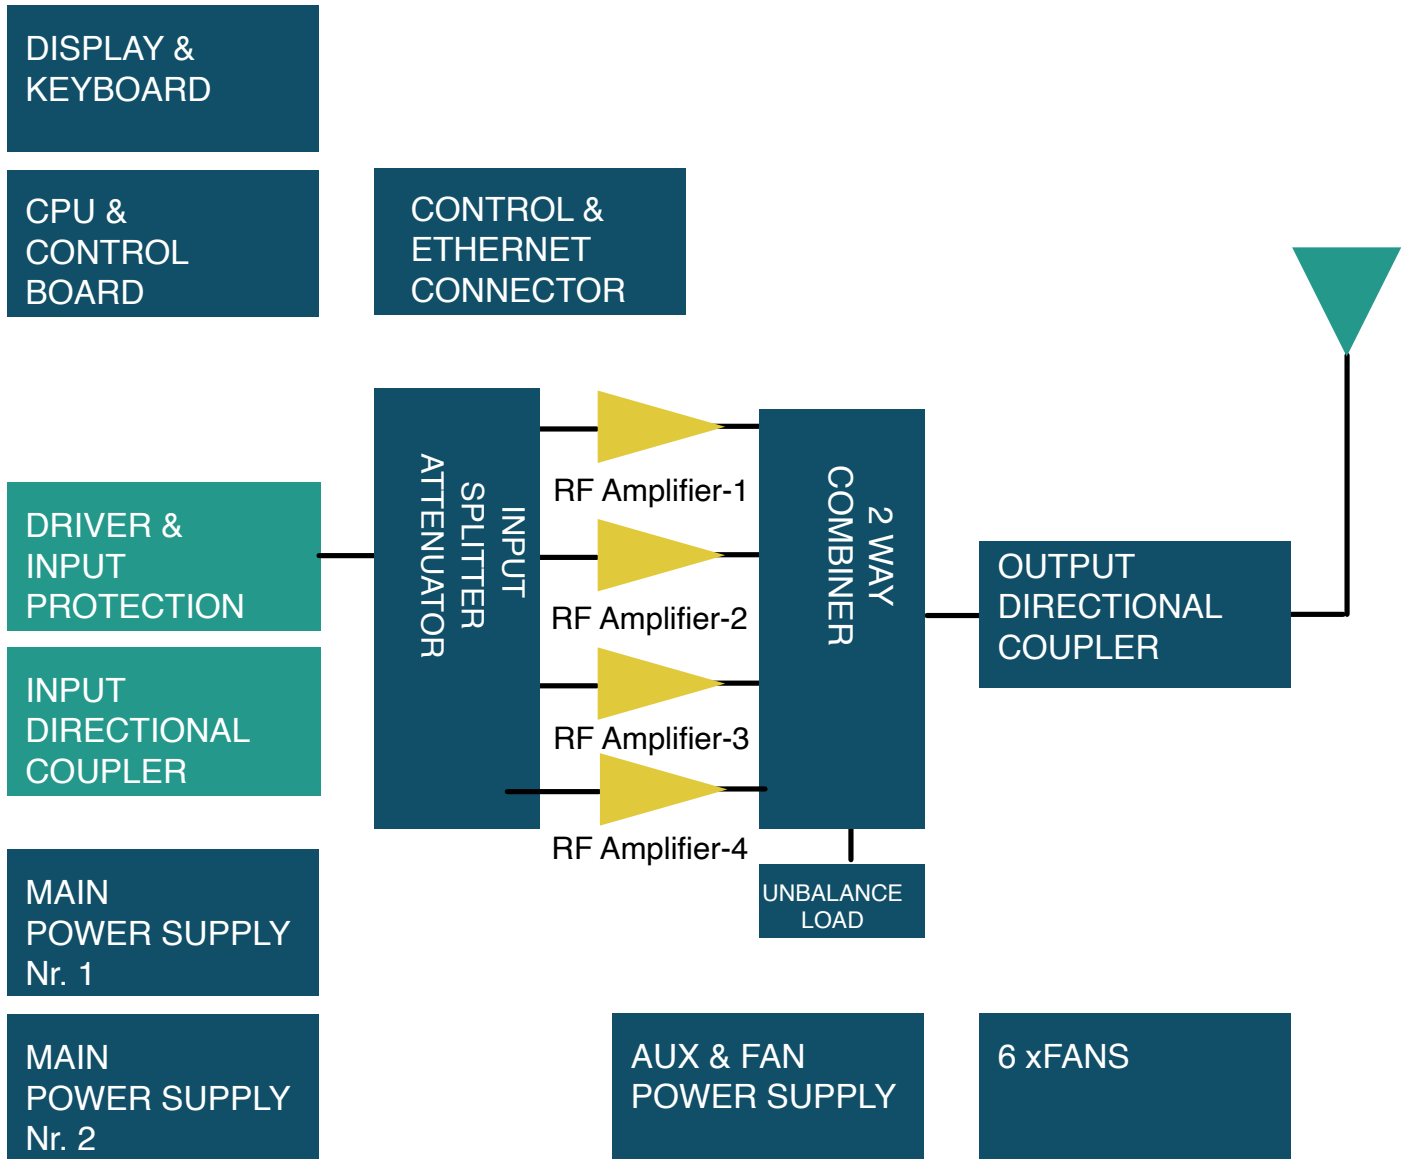 DISPLAY &
KEYBOARD
CPU &
CONTROL
BOARD
CONTROL &
ETHERNET
CONNECTOR
DRIVER &
INPUT
PROTECTION
INPUT
DIRECTIONAL
COUPLER
INPUT
SPLITTER
ATTENUATOR
RF Amplifier-1
RF Amplifier-2
RF Amplifier-3
RF Amplifier-4
2 WAY
COMBINER
UNBALANCE
LOAD
OUTPUT
DIRECTIONAL
COUPLER
MAIN
POWER SUPPLY
Nr. 1
MAIN
POWER SUPPLY
Nr. 2
AUX & FAN
POWER SUPPLY
6 xFANS